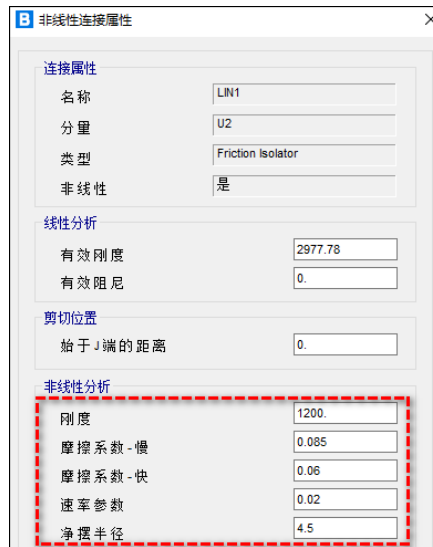 B 非线性连接属性
连接属性
名称 LIN1
分量 U2
类型 Friction Isolator
非线性 是
线性分析
有效刚度 2977.78
有效阻尼 0.
剪切位置
始于J端的距离 0.
非线性分析
刚度 1200.
摩擦系数-慢 0.085
摩擦系数-快 0.06
速率参数 0.02
净摆半径 4.5